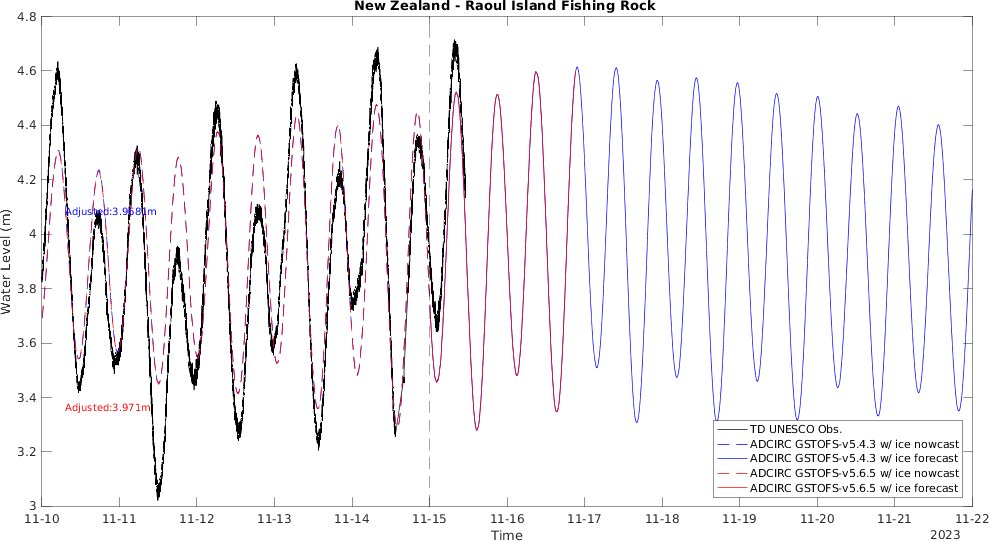 New Zealand - Raoul Island Fishing Rock
4.8
4.6
4.4
4.2
4
3.8
3.6
3.4
3.2
3
Water Level (m)
Adjusted:3.9681m
Adjusted:3.971m
TD UNESCO Obs.
ADCIRC GSTOFS-v5.4.3 w/ ice nowcast
ADCIRC GSTOFS-v5.4.3 w/ ice forecast
ADCIRC GSTOFS-v5.6.5 w/ ice nowcast
ADCIRC GSTOFS-v5.6.5 w/ ice forecast
11-10 11-11 11-12 11-13 11-14 11-15 11-16 11-17 11-18 11-19 11-20 11-21 11-22
Time
2023